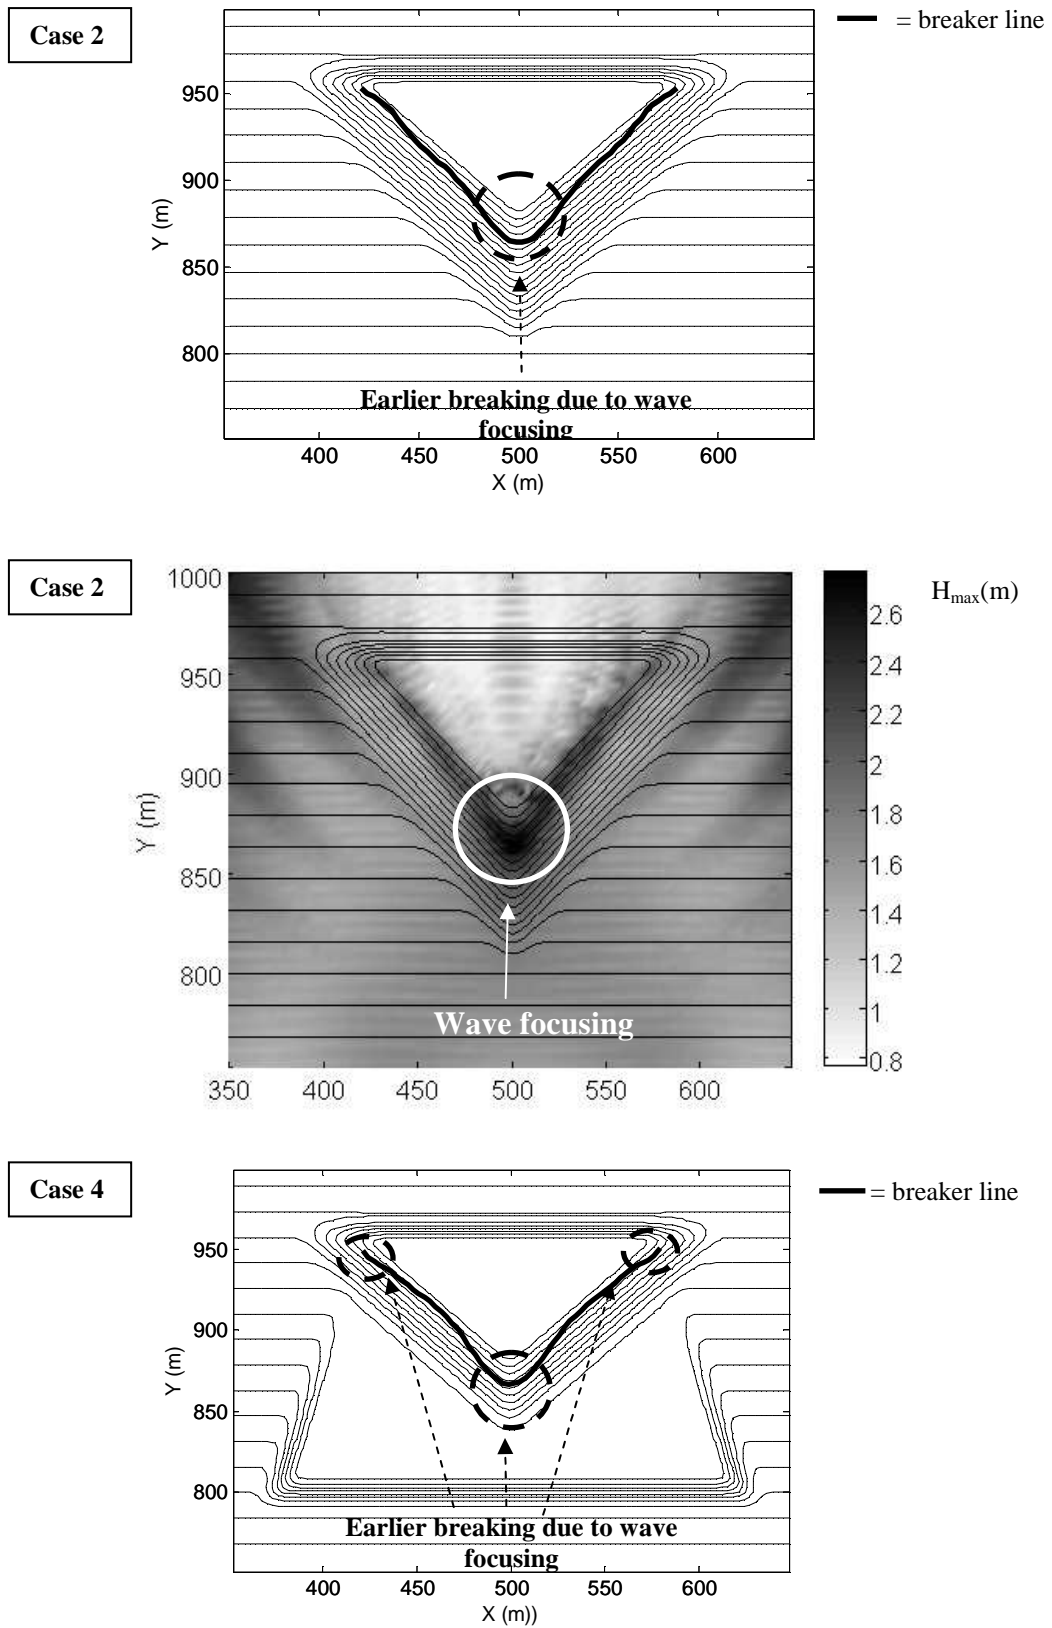 Case 2
= breaker line
950
900
850
800
Y (m)
Earlier breaking due to wave
focusing
400 450 500 550 600
X (m)
Case 2
1000
950
900
850
800
Y (m)
Wave focusing
350 400 450 500 550 600
H_max(m)
2.6
2.4
2.2
2
1.8
1.6
1.4
1.2
1
0.8
Case 4
= breaker line
950
900
850
800
Y (m)
Earlier breaking due to wave
focusing
400 450 500 550 600
X (m))